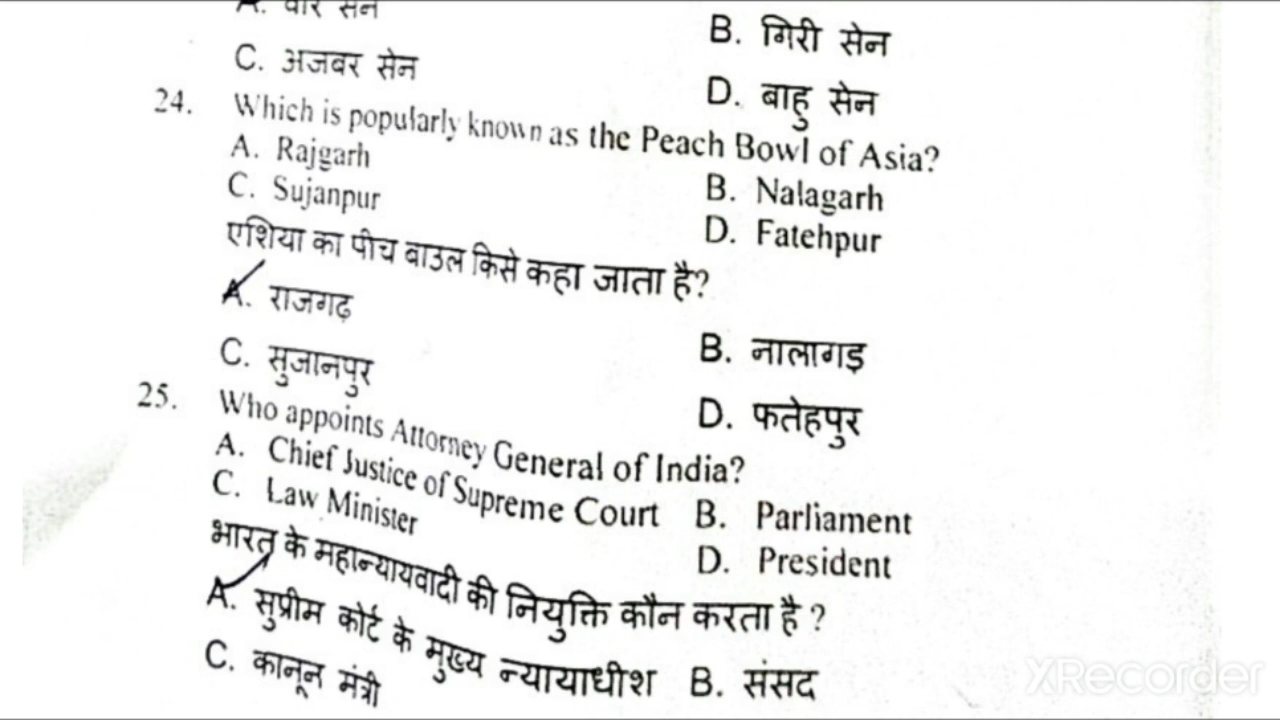 A. वीर सेन
B. गिरी सेन
C. अजबर सेन
D. बाहु सेन
24. Which is popularly known as the Peach Bowl of Asia?
A. Rajgarh
B. Nalagarh
C. Sujanpur
D. Fatehpur
एशिया का पीच बाउल किसे कहा जाता है?
A. राजगढ़
B. नालागड़
C. सुजानपुर
D. फतेहपुर
25. Who appoints Attorney General of India?
A. Chief Justice of Supreme Court B. Parliament
C. Law Minister
D. President
भारत के महान्यायवादी की नियुक्ति कौन करता है ?
A. सुप्रीम कोर्ट के मुख्य न्यायाधीश B. संसद
C. कानून मंत्री
XRecorder